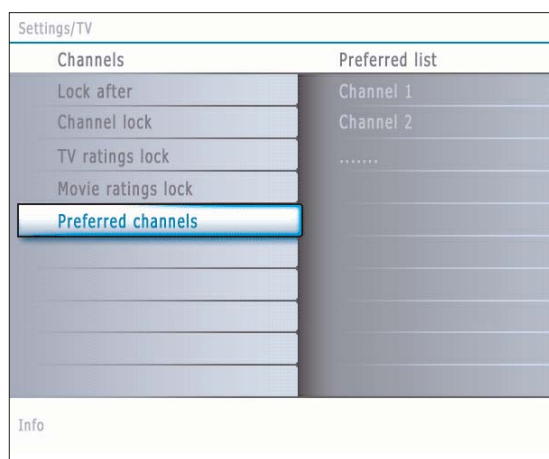 Settings/TV
Channels
Preferred list
Lock after
Channel 1
Channel lock
Channel 2
TV ratings lock
.......
Movie ratings lock
Preferred channels
Info